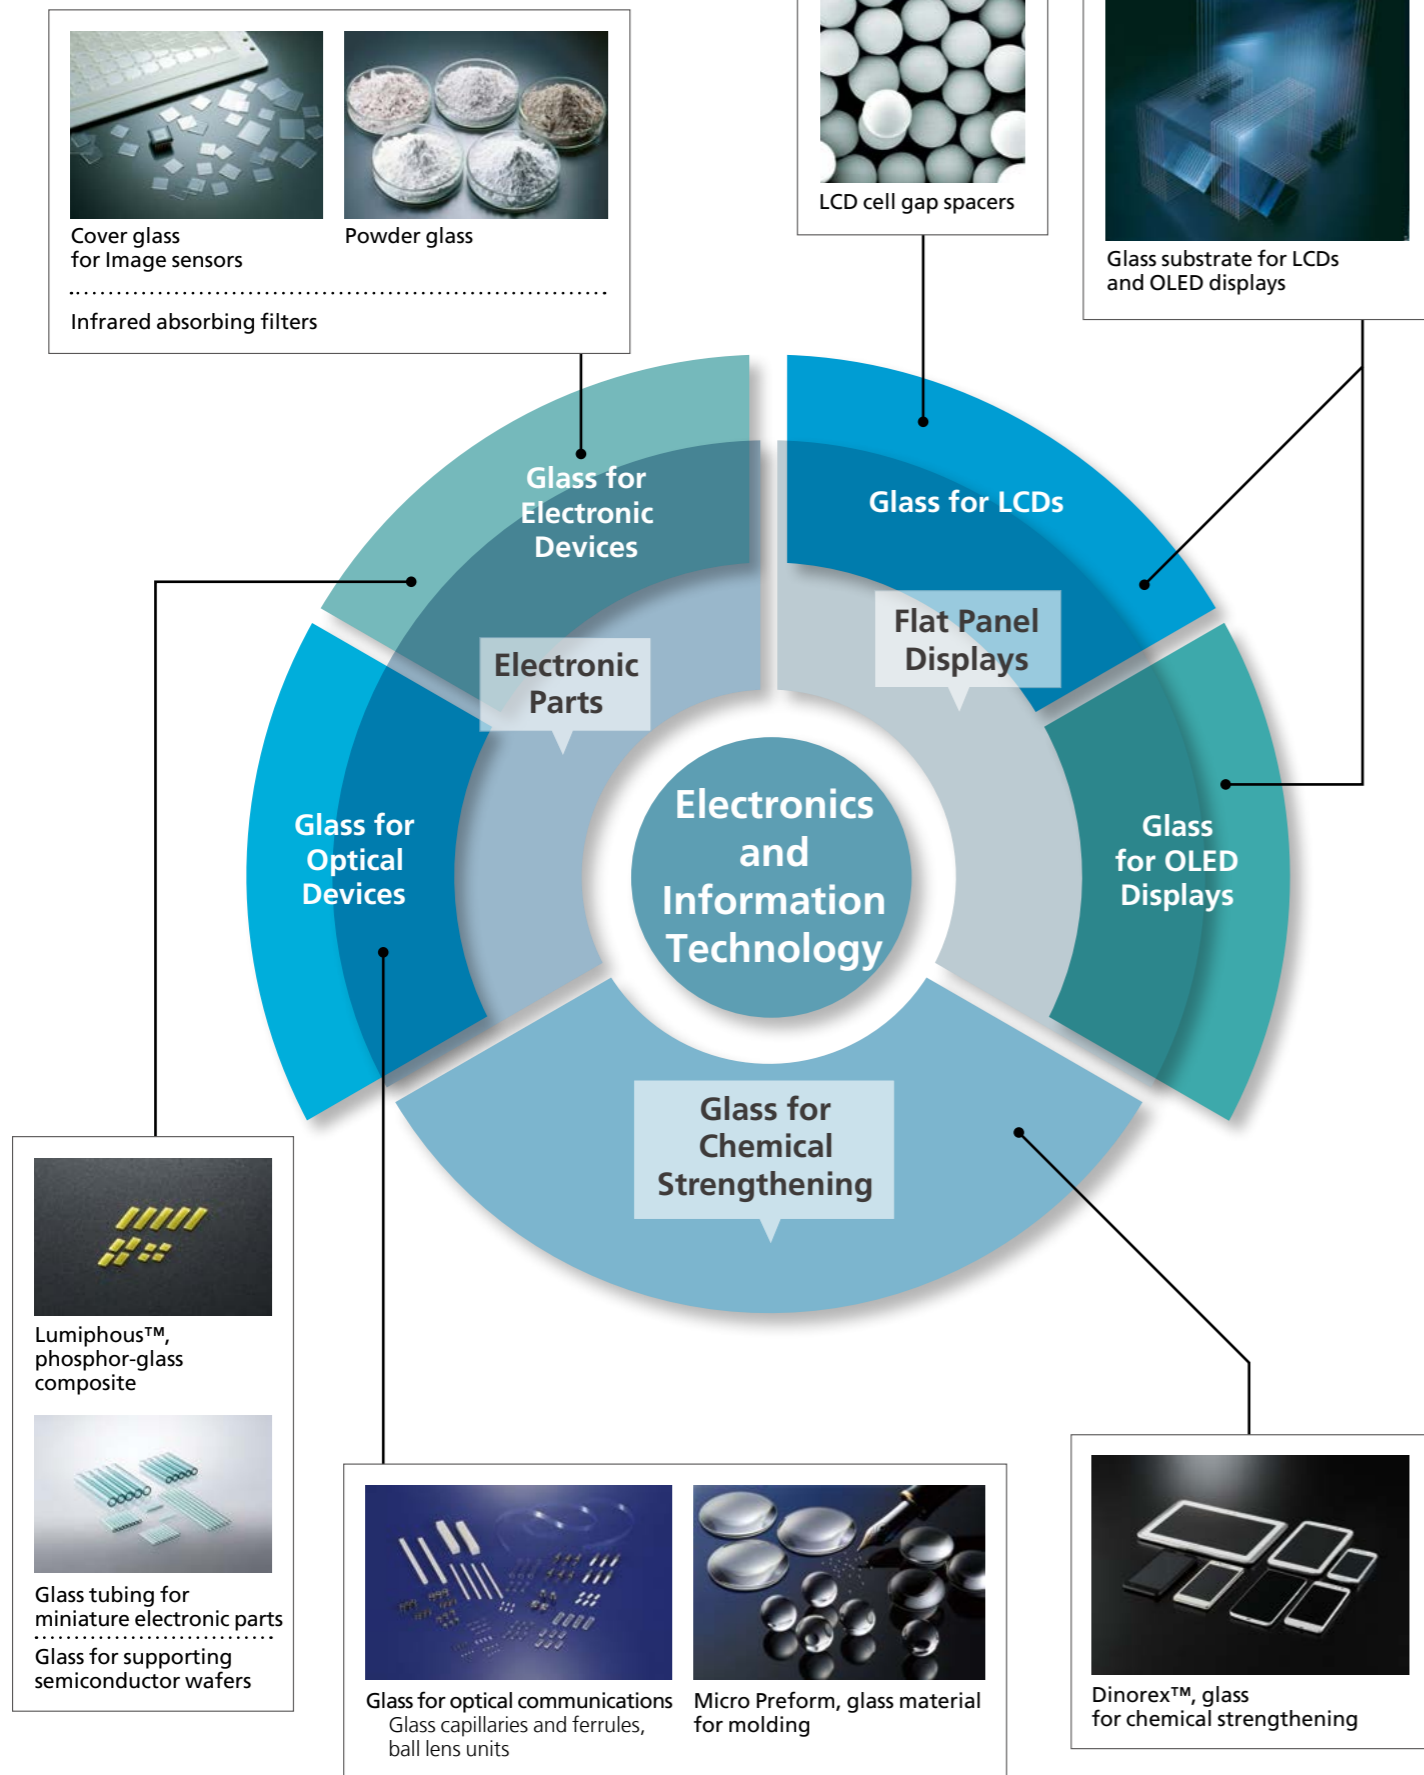 Cover glass
for Image sensors
Powder glass
Infrared absorbing filters
LCD cell gap spacers
Glass substrate for LCDs
and OLED displays
Glass for
Electronic
Devices
Glass for LCDs
Electronic
Parts
Flat Panel
Displays
Glass for
Optical
Devices
Electronics
and
Information
Technology
Glass
for OLED
Displays
Glass for
Chemical
Strengthening
Lumiphous™,
phosphor-glass
composite
Glass tubing for
miniature electronic parts
Glass for supporting
semiconductor wafers
Glass for optical communications
Glass capillaries and ferrules,
ball lens units
Micro Preform, glass material
for molding
Dinorex™, glass
for chemical strengthening